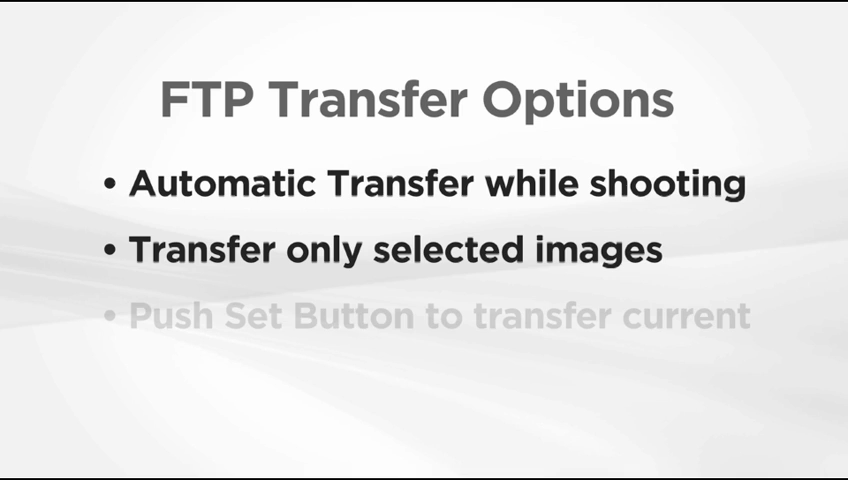 FTP Transfer Options
• Automatic Transfer while shooting
• Transfer only selected images
• Push Set Button to transfer current